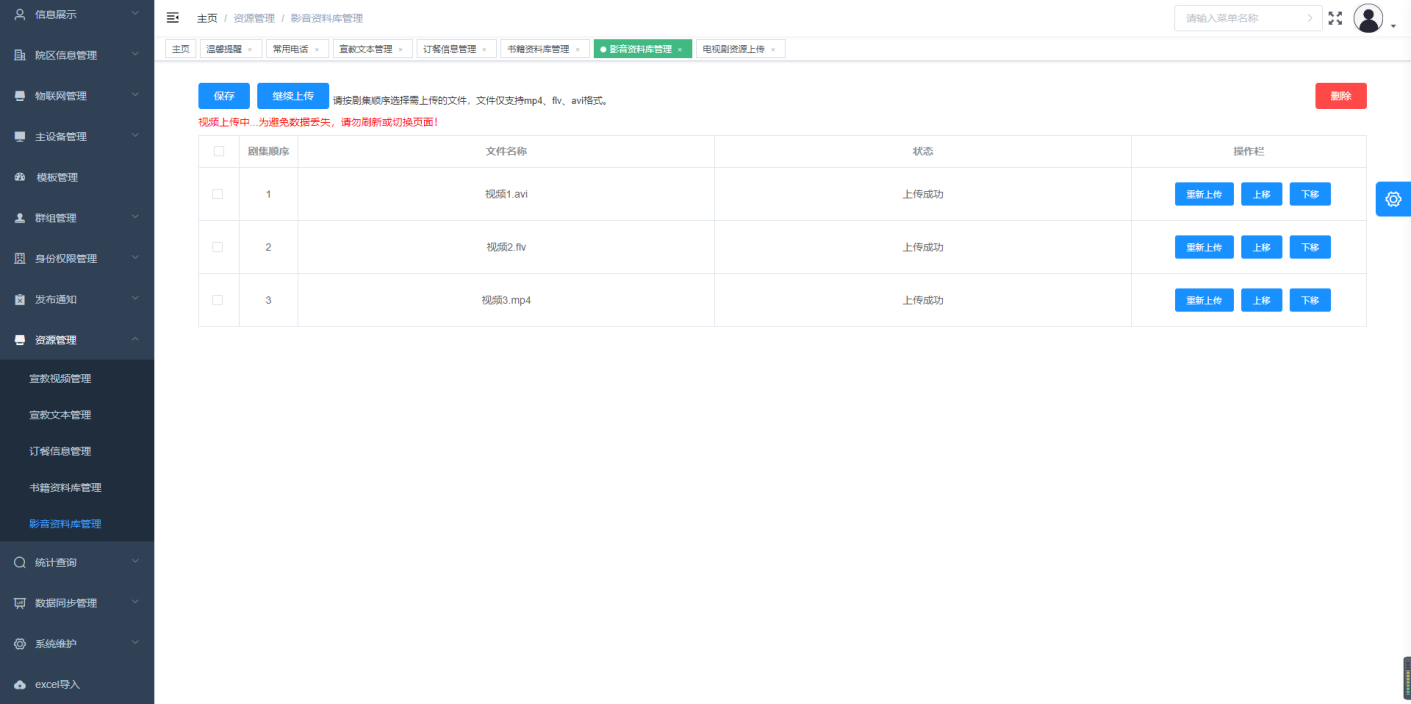 信息展示
院区信息管理
物联网管理
主设备管理
模板管理
群组管理
身份权限管理
发布通知
资源管理
宣教视频管理
宣教文本管理
订餐信息管理
书籍资料库管理
影音资料库管理
统计查询
数据同步管理
系统维护
excel导入
主页 / 资源管理 / 影音资料库管理
请输入菜单名称
主页 温馨提醒 × 常用电话 × 宣教文本管理 × 订餐信息管理 × 书籍资料库管理 × 影音资料库管理 × 电视剧资源上传 ×
保存 继续上传 请按剧集顺序选择需上传的文件，文件仅支持mp4、flv、avi格式。 删除
视频上传中...为避免数据丢失，请勿刷新或切换页面！
剧集顺序 文件名称 状态 操作栏
1 视频1.avi 上传成功 重新上传 上移 下移
2 视频2.flv 上传成功 重新上传 上移 下移
3 视频3.mp4 上传成功 重新上传 上移 下移